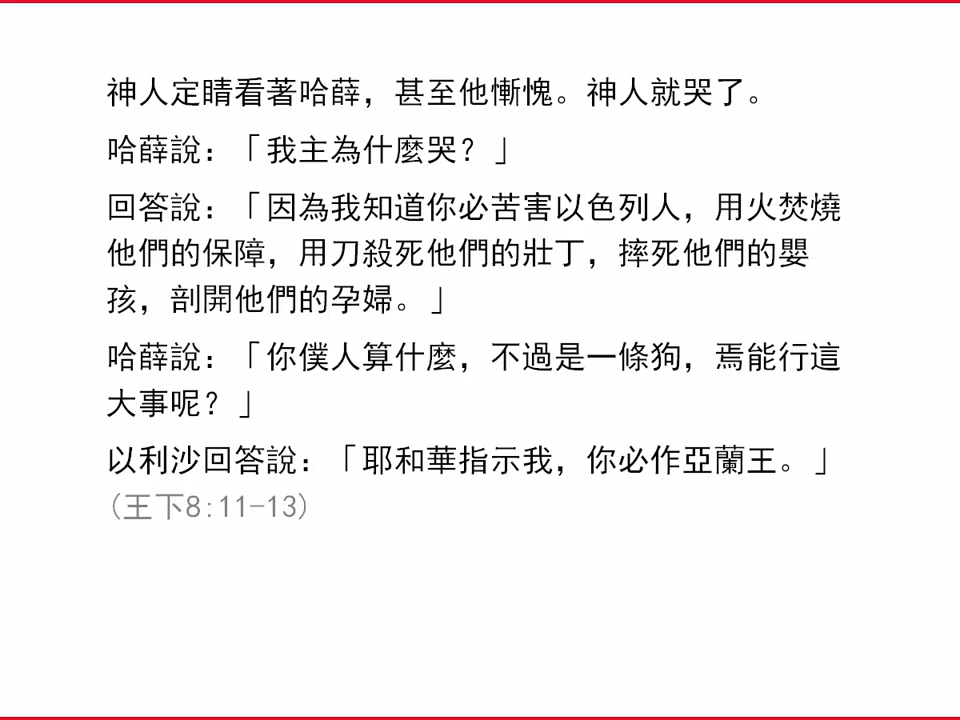 神人定睛看著哈薛，甚至他慚愧。神人就哭了。
哈薛說：「我主為什麼哭？」
回答說：「因為我知道你必苦害以色列人，用火焚燒
他們的保障，用刀殺死他們的壯丁，摔死他們的嬰
孩，剖開他們的孕婦。」
哈薛說：「你僕人算什麼，不過是一條狗，焉能行這
大事呢？」
以利沙回答說：「耶和華指示我，你必作亞蘭王。」
(王下8:11-13)